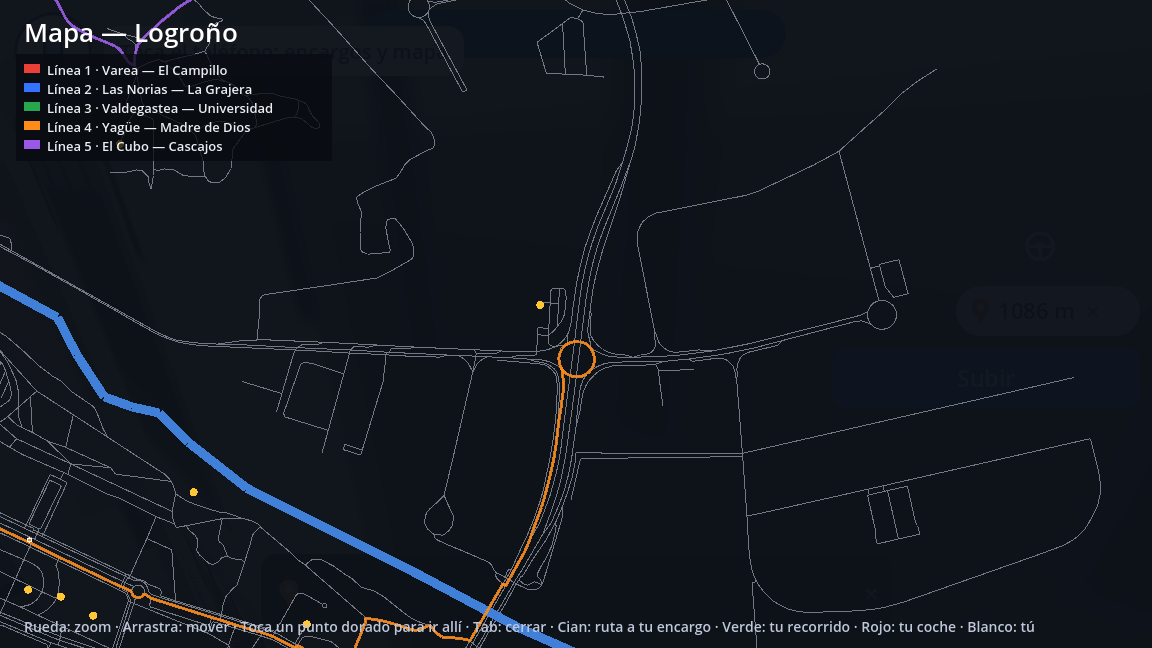 Mapa — Logroño
Línea 1 · Varea — El Campillo
Línea 2 · Las Norias — La Grajera
Línea 3 · Valdegastea — Universidad
Línea 4 · Yagüe — Madre de Dios
Línea 5 · El Cubo — Cascajos
1086 m >
Subir
Rueda: zoom · Arrastra: mover · Toca un punto dorado para ir allí · Tab: cerrar · Cian: ruta a tu encargo · Verde: tu recorrido · Rojo: tu coche · Blanco: tú